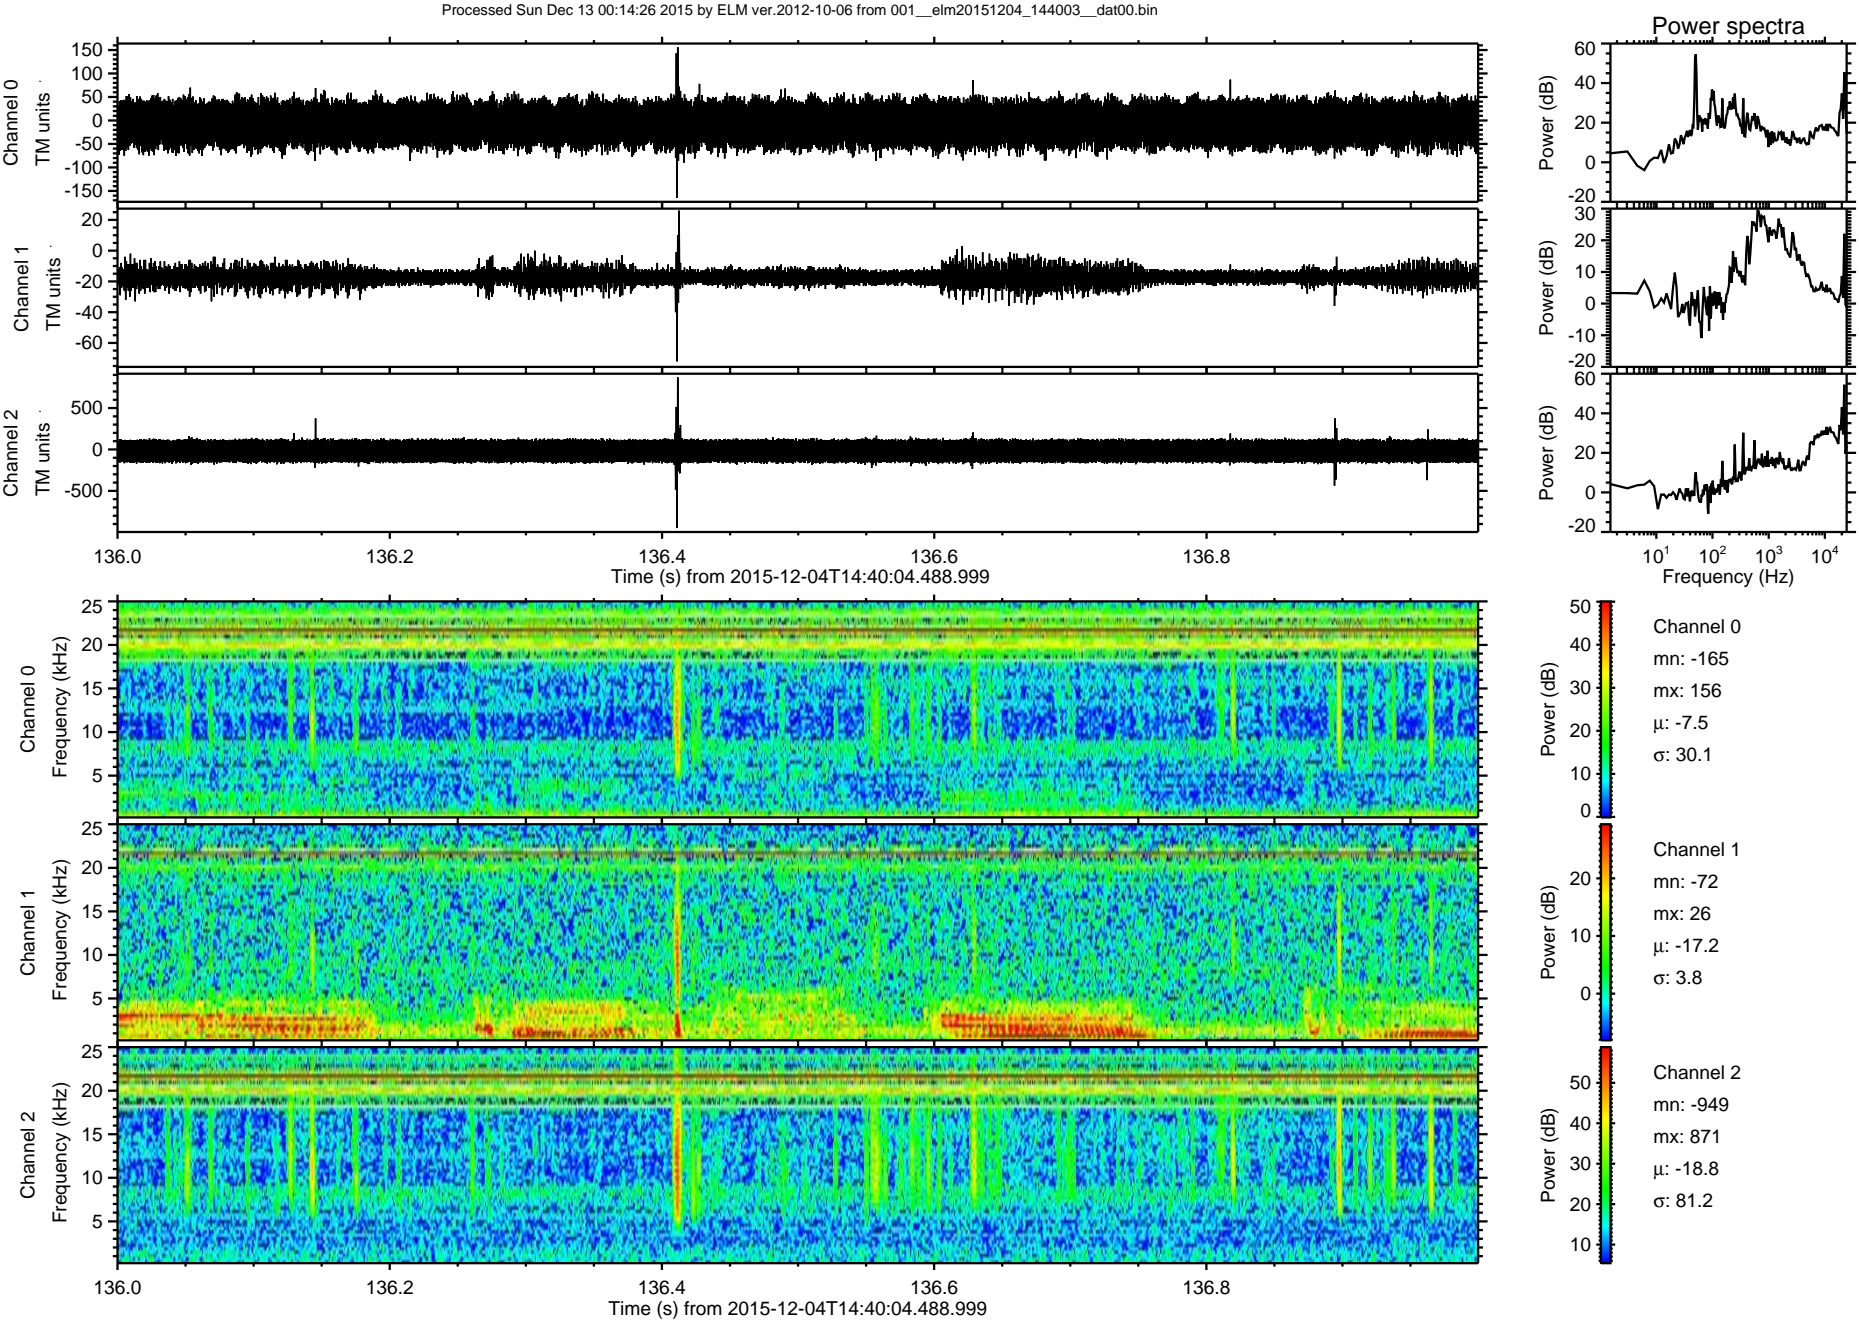 Processed Sun Dec 13 00:14:26 2015 by ELM ver.2012-10-06 from 001__elm20151204_144003__dat00.bin
Power spectra
Channel 0
TM units
150
100
50
0
-50
-100
-150
Power (dB)
60
40
20
0
-20
Channel 1
TM units
20
0
-20
-40
-60
Power (dB)
30
20
10
0
-10
-20
Channel 2
TM units
500
0
-500
Power (dB)
60
40
20
0
-20
136.0 136.2 136.4 136.6 136.8
Time (s) from 2015-12-04T14:40:04.488.999
10^1 10^2 10^3 10^4
Frequency (Hz)
Channel 0
Frequency (kHz)
25
20
15
10
5
Power (dB)
50
40
30
20
10
0
Channel 0
mn: -165
mx: 156
μ: -7.5
σ: 30.1
Channel 1
Frequency (kHz)
25
20
15
10
5
Power (dB)
20
10
0
Channel 1
mn: -72
mx: 26
μ: -17.2
σ: 3.8
Channel 2
Frequency (kHz)
25
20
15
10
5
Power (dB)
50
40
30
20
10
Channel 2
mn: -949
mx: 871
μ: -18.8
σ: 81.2
136.0 136.2 136.4 136.6 136.8
Time (s) from 2015-12-04T14:40:04.488.999